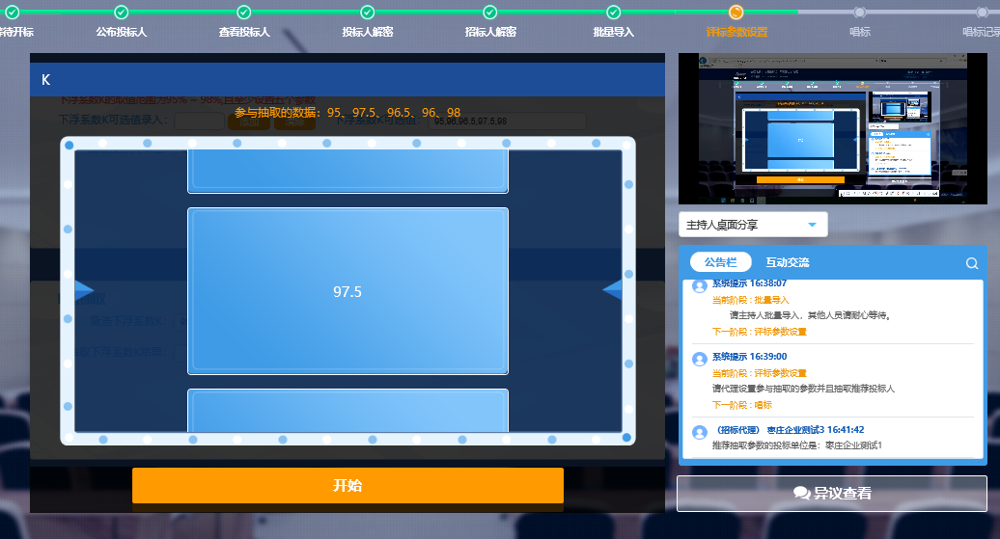 等待开标
公布投标人
查看投标人
投标人解密
招标人解密
批量导入
评标参数设置
唱标
唱标记录
K
下浮系数K的取值范围为95% ~ 98%,且至少设置五个参数
参与抽取的数据：95、97.5、96.5、96、98
下浮系数K可选值录入：
95,96,96.5,97.5,98
97.5
开始
主持人桌面分享
公告栏
互动交流
系统提示 16:38:07
当前阶段 : 批量导入
请主持人批量导入，其他人员请耐心等待。
下一阶段 : 评标参数设置
系统提示 16:39:00
当前阶段 : 评标参数设置
请代理设置参与抽取的参数并且抽取推荐投标人
下一阶段 : 唱标
（招标代理） 枣庄企业测试3 16:41:42
推荐抽取参数的投标单位是：枣庄企业测试1
异议查看